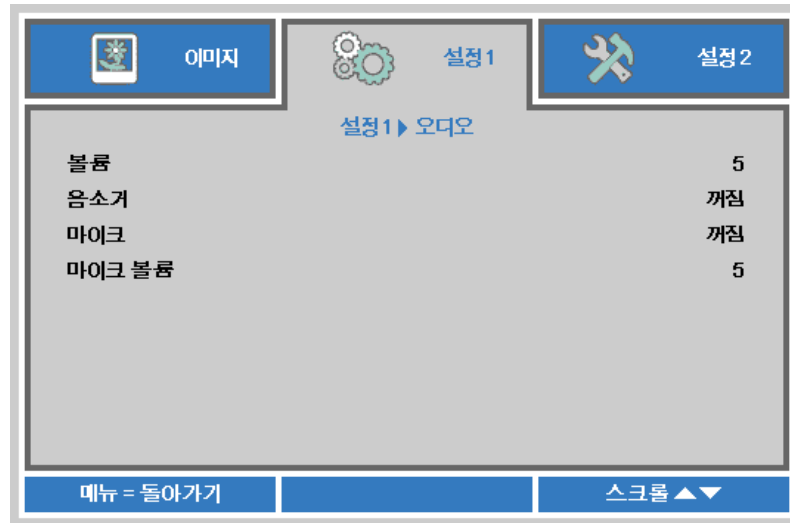 이미지
설정 1
설정 2
설정 1 ▶ 오디오
볼륨 5
음소거 꺼짐
마이크 꺼짐
마이크 볼륨 5
메뉴 = 돌아가기
스크롤 ▲▼